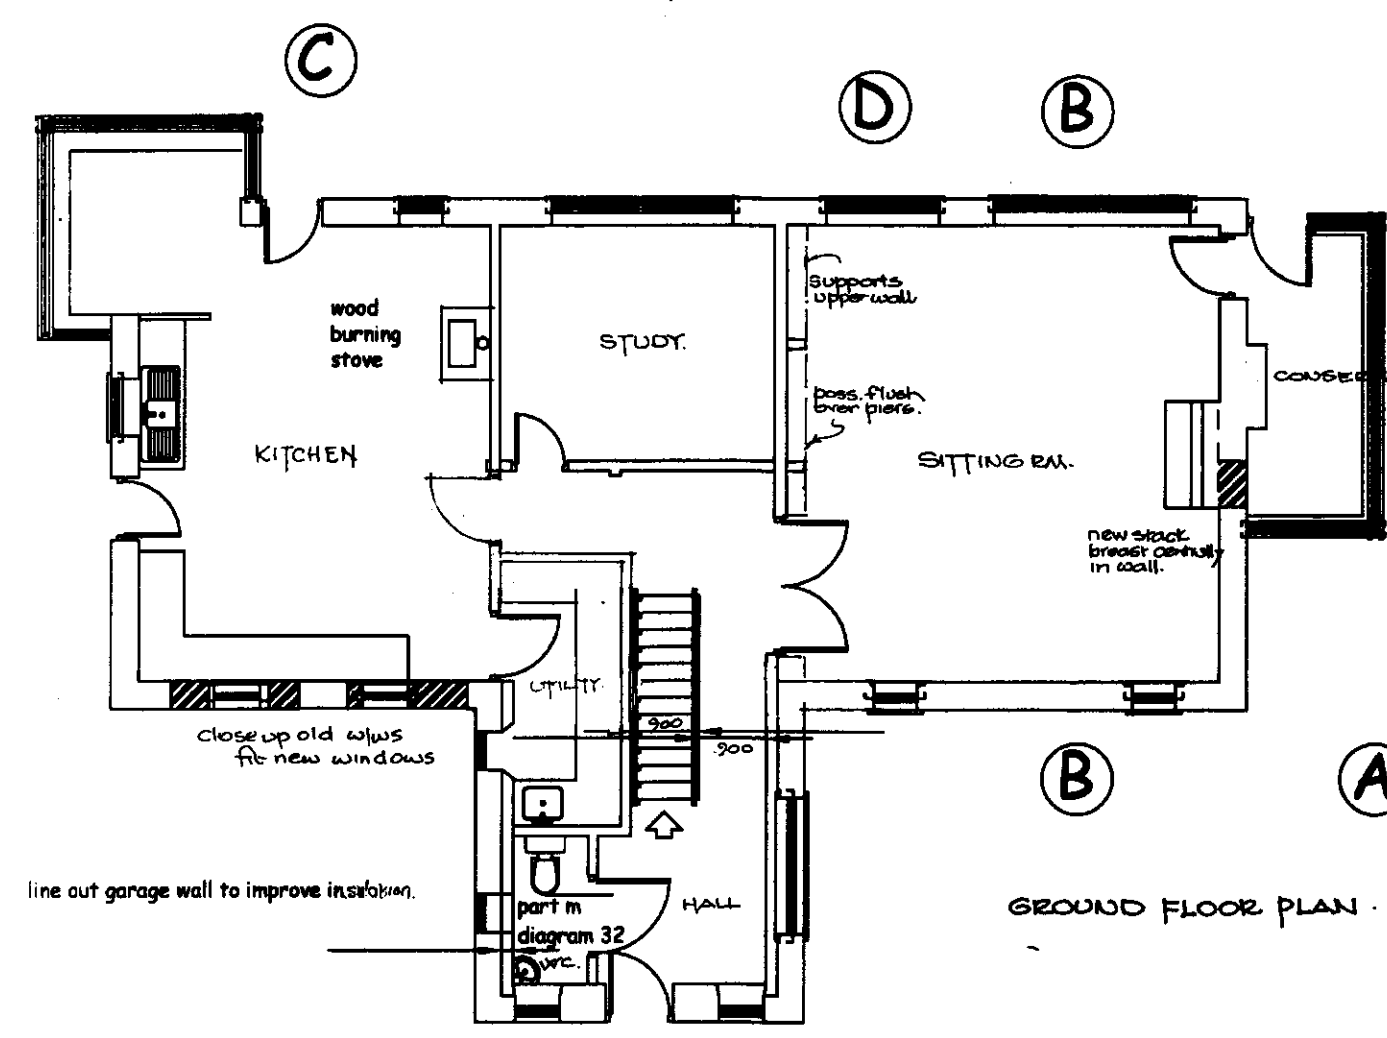 C
D
B
wood
burning
stove
STUDY.
supports
upper wall
poss. flush
over piers.
CONSER
KITCHEN
SITTING RM.
new stack
breast centrally
in wall.
UTILITY.
900
900
close up old w/ws
fit new windows
B
A
line out garage wall to improve insulation.
part m
diagram 32
w.c.
HALL
GROUND FLOOR PLAN.